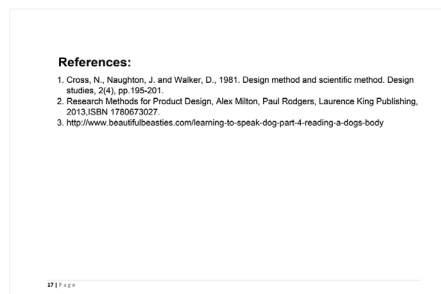 References:
1. Cross, N., Naughton, J. and Walker, D., 1981. Design method and scientific method. Design
studies, 2(4), pp.195-201.
2. Research Methods for Product Design, Alex Milton, Paul Rodgers, Laurence King Publishing,
2013,ISBN 1780673027.
3. http://www.beautifulbeasties.com/learning-to-speak-dog-part-4-reading-a-dogs-body
17 | Page